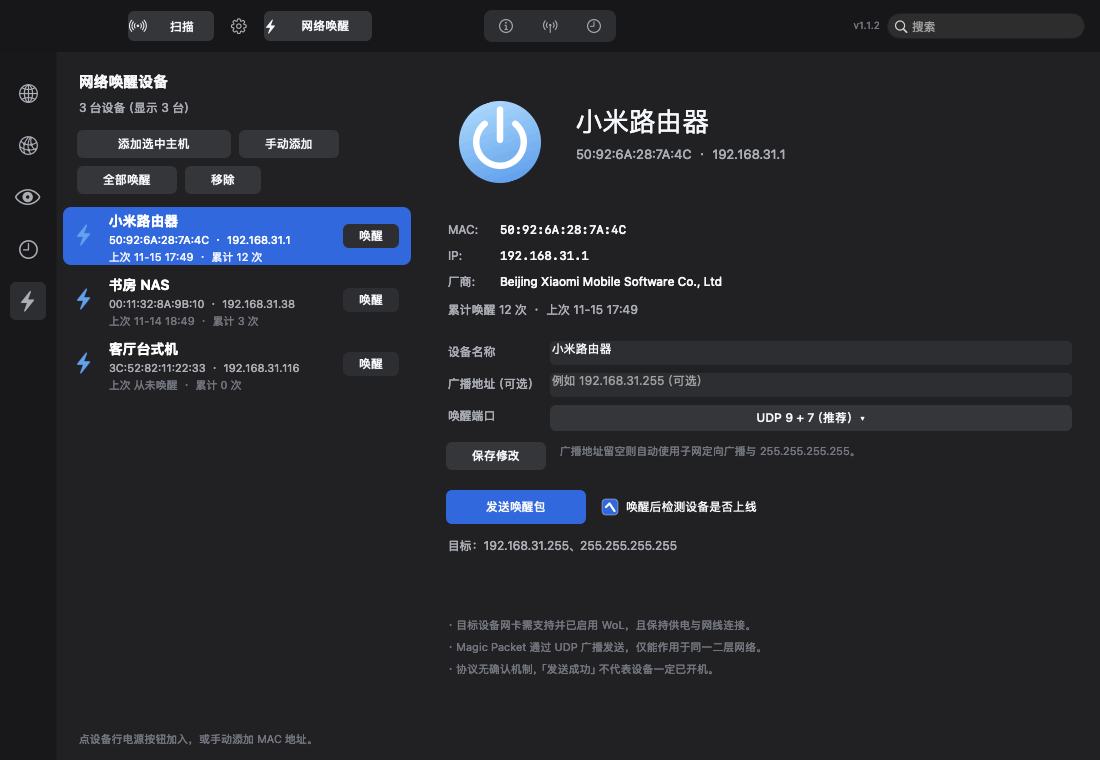 扫描
网络唤醒
v1.1.2
搜索
网络唤醒设备
3 台设备 (显示 3 台)
添加选中主机
手动添加
全部唤醒
移除
小米路由器
50:92:6A:28:7A:4C · 192.168.31.1
上次 11-15 17:49 · 累计 12 次
唤醒
书房 NAS
00:11:32:8A:9B:10 · 192.168.31.38
上次 11-14 18:49 · 累计 3 次
唤醒
客厅台式机
3C:52:82:11:22:33 · 192.168.31.116
上次 从未唤醒 · 累计 0 次
唤醒
点设备行电源按钮加入，或手动添加 MAC 地址。
小米路由器
50:92:6A:28:7A:4C · 192.168.31.1
MAC: 50:92:6A:28:7A:4C
IP: 192.168.31.1
厂商: Beijing Xiaomi Mobile Software Co., Ltd
累计唤醒 12 次 · 上次 11-15 17:49
设备名称 小米路由器
广播地址 (可选) 例如 192.168.31.255 (可选)
唤醒端口 UDP 9 + 7 (推荐)
保存修改 广播地址留空则自动使用子网定向广播与 255.255.255.255。
发送唤醒包 唤醒后检测设备是否上线
目标：192.168.31.255、255.255.255.255
· 目标设备网卡需支持并已启用 WoL，且保持供电与网线连接。
· Magic Packet 通过 UDP 广播发送，仅能作用于同一二层网络。
· 协议无确认机制，「发送成功」不代表设备一定已开机。